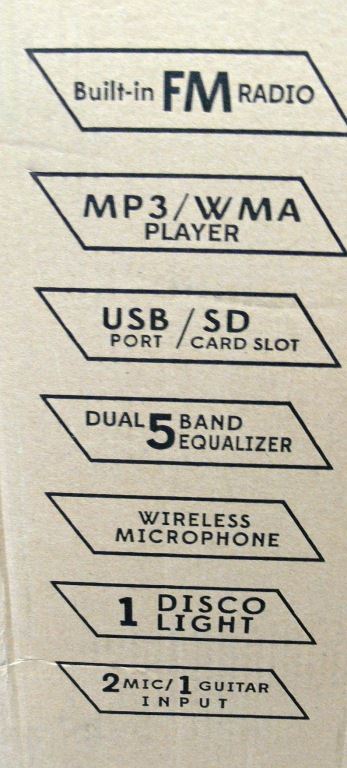 Built-in FM RADIO
MP3/WMA
PLAYER
USB / SD
PORT / CARD SLOT
DUAL 5 BAND
EQUALIZER
WIRELESS
MICROPHONE
1 DISCO
LIGHT
2 MIC/1 GUITAR
INPUT